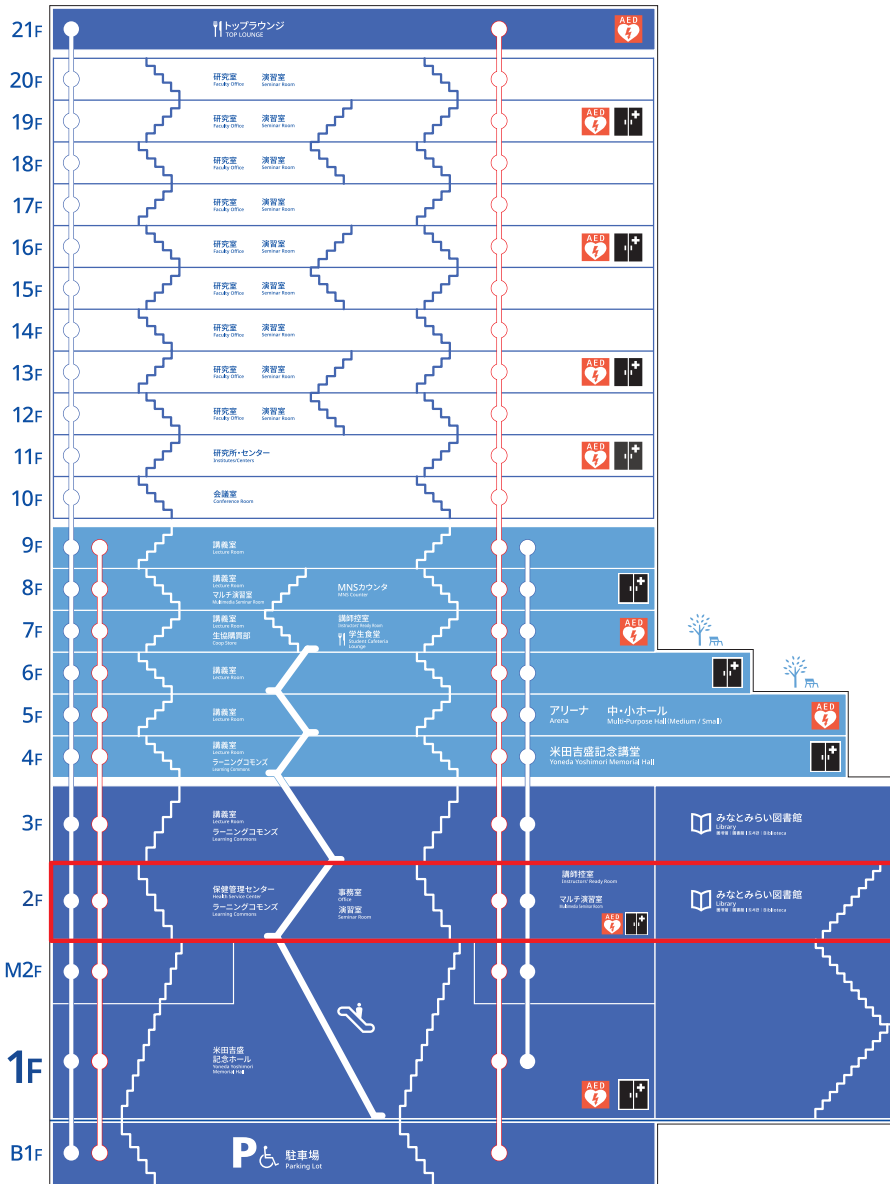 21F
トップラウンジ
TOP LOUNGE
AED
20F
研究室 演習室
Faculty Office Seminar Room
19F
研究室 演習室
Faculty Office Seminar Room
AED
18F
研究室 演習室
Faculty Office Seminar Room
17F
研究室 演習室
Faculty Office Seminar Room
16F
研究室 演習室
Faculty Office Seminar Room
AED
15F
研究室 演習室
Faculty Office Seminar Room
14F
研究室 演習室
Faculty Office Seminar Room
13F
研究室 演習室
Faculty Office Seminar Room
AED
12F
研究室 演習室
Faculty Office Seminar Room
11F
研究所・センター
Institutes/Centers
AED
10F
会議室
Conference Room
9F
講義室
Lecture Room
8F
講義室
Lecture Room
マルチ演習室
Multimedia Seminar Room
MNSカウンタ
MNS Counter
7F
講義室
Lecture Room
生協購買部
Coop Store
講師控室
Instructors' Ready Room
学生食堂
Student Cafeteria
Lounge
AED
6F
講義室
Lecture Room
5F
講義室
Lecture Room
アリーナ 中・小ホール
Arena Multi-Purpose Hall (Medium / Small)
AED
4F
講義室
Lecture Room
ラーニングコモンズ
Learning Commons
米田吉盛記念講堂
Yoneda Yoshimori Memorial Hall
3F
講義室
Lecture Room
ラーニングコモンズ
Learning Commons
みなとみらい図書館
Library
2F
保健管理センター
Health Service Center
ラーニングコモンズ
Learning Commons
事務室
Office
演習室
Seminar Room
講師控室
Instructors' Ready Room
マルチ演習室
Multimedia Seminar Room
AED
みなとみらい図書館
Library
M2F
1F
米田吉盛
記念ホール
Yoneda Yoshimori
Memorial Hall
AED
B1F
P
駐車場
Parking Lot